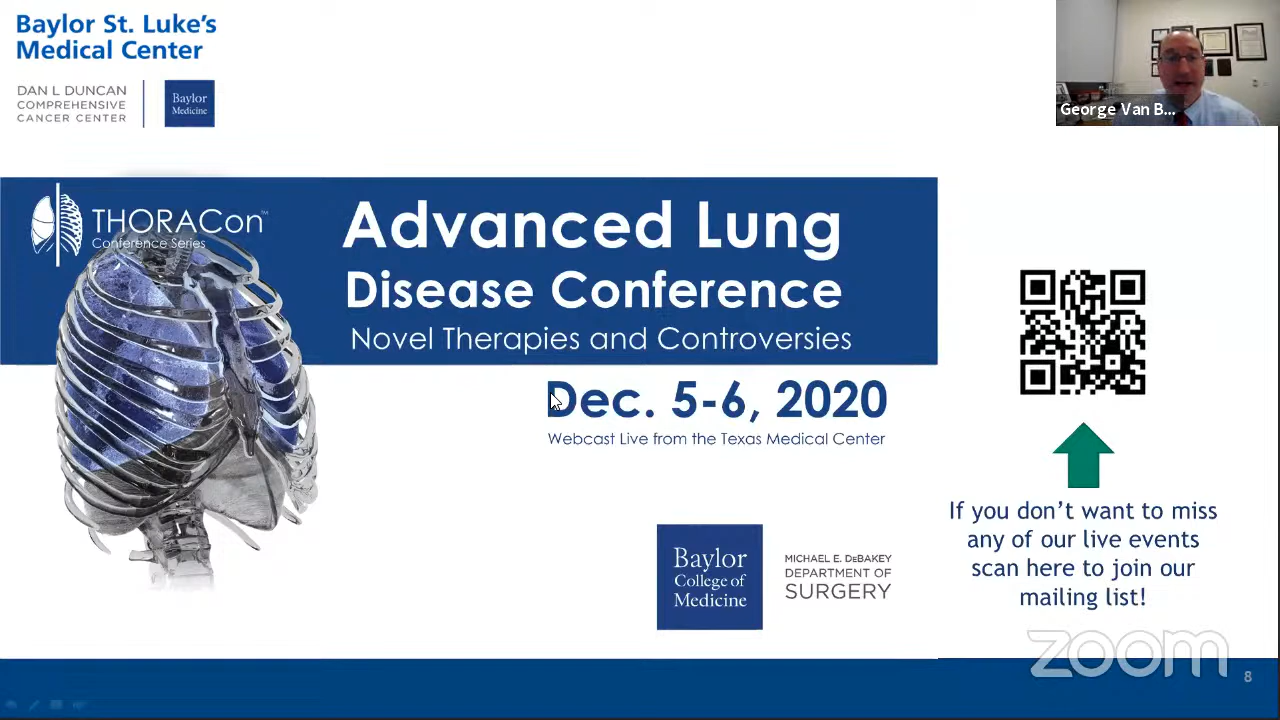 Baylor St. Luke's
Medical Center
DAN L DUNCAN
COMPREHENSIVE
CANCER CENTER
Baylor
Medicine
George Van B...
THORACon™
Conference Series
Advanced Lung
Disease Conference
Novel Therapies and Controversies
Dec. 5-6, 2020
Webcast Live from the Texas Medical Center
If you don't want to miss
any of our live events
scan here to join our
mailing list!
Baylor
College of
Medicine
MICHAEL E. DEBAKEY
DEPARTMENT OF
SURGERY
zoom
8